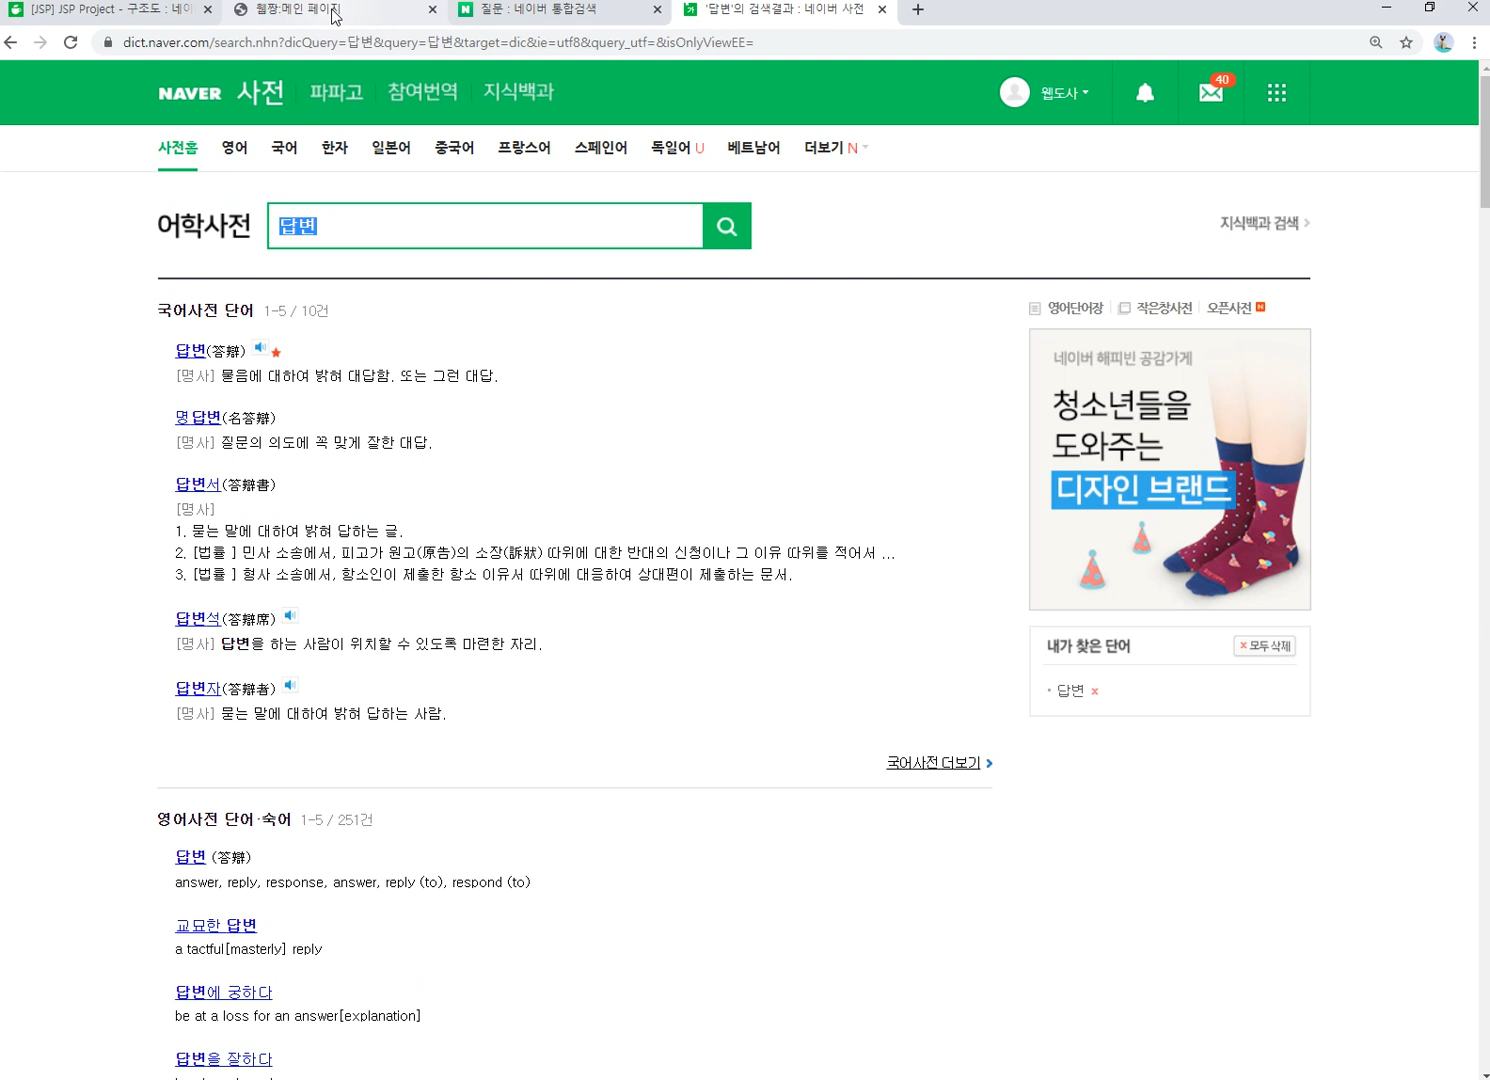 [JSP] JSP Project - 구조도 : 네이
웹짱:메인 페이지
질문 : 네이버 통합검색
'답변'의 검색결과 : 네이버 사전
dict.naver.com/search.nhn?dicQuery=답변&query=답변&target=dic&ie=utf8&query_utf=&isOnlyViewEE=
NAVER 사전 파파고 참여번역 지식백과
웹도사
40
사전홈 영어 국어 한자 일본어 중국어 프랑스어 스페인어 독일어 U 베트남어 더보기 N
어학사전 답변
지식백과 검색
국어사전 단어 1-5 / 10건
답변(答辯)
[명사] 물음에 대하여 밝혀 대답함. 또는 그런 대답.
명답변(名答辯)
[명사] 질문의 의도에 꼭 맞게 잘한 대답.
답변서(答辯書)
[명사]
1. 묻는 말에 대하여 밝혀 답하는 글.
2. [법률 ] 민사 소송에서, 피고가 원고(原告)의 소장(訴狀) 따위에 대한 반대의 신청이나 그 이유 따위를 적어서 ...
3. [법률 ] 형사 소송에서, 항소인이 제출한 항소 이유서 따위에 대응하여 상대편이 제출하는 문서.
답변석(答辯席)
[명사] 답변을 하는 사람이 위치할 수 있도록 마련한 자리.
답변자(答辯者)
[명사] 묻는 말에 대하여 밝혀 답하는 사람.
국어사전 더보기
영어사전 단어·숙어 1-5 / 251건
답변 (答辯)
answer, reply, response, answer, reply (to), respond (to)
교묘한 답변
a tactful[masterly] reply
답변에 궁하다
be at a loss for an answer[explanation]
답변을 잘하다
영어단어장 작은창사전 오픈사전 N
네이버 해피빈 공감가게
청소년들을
도와주는
디자인 브랜드
내가 찾은 단어 × 모두 삭제
· 답변 ×